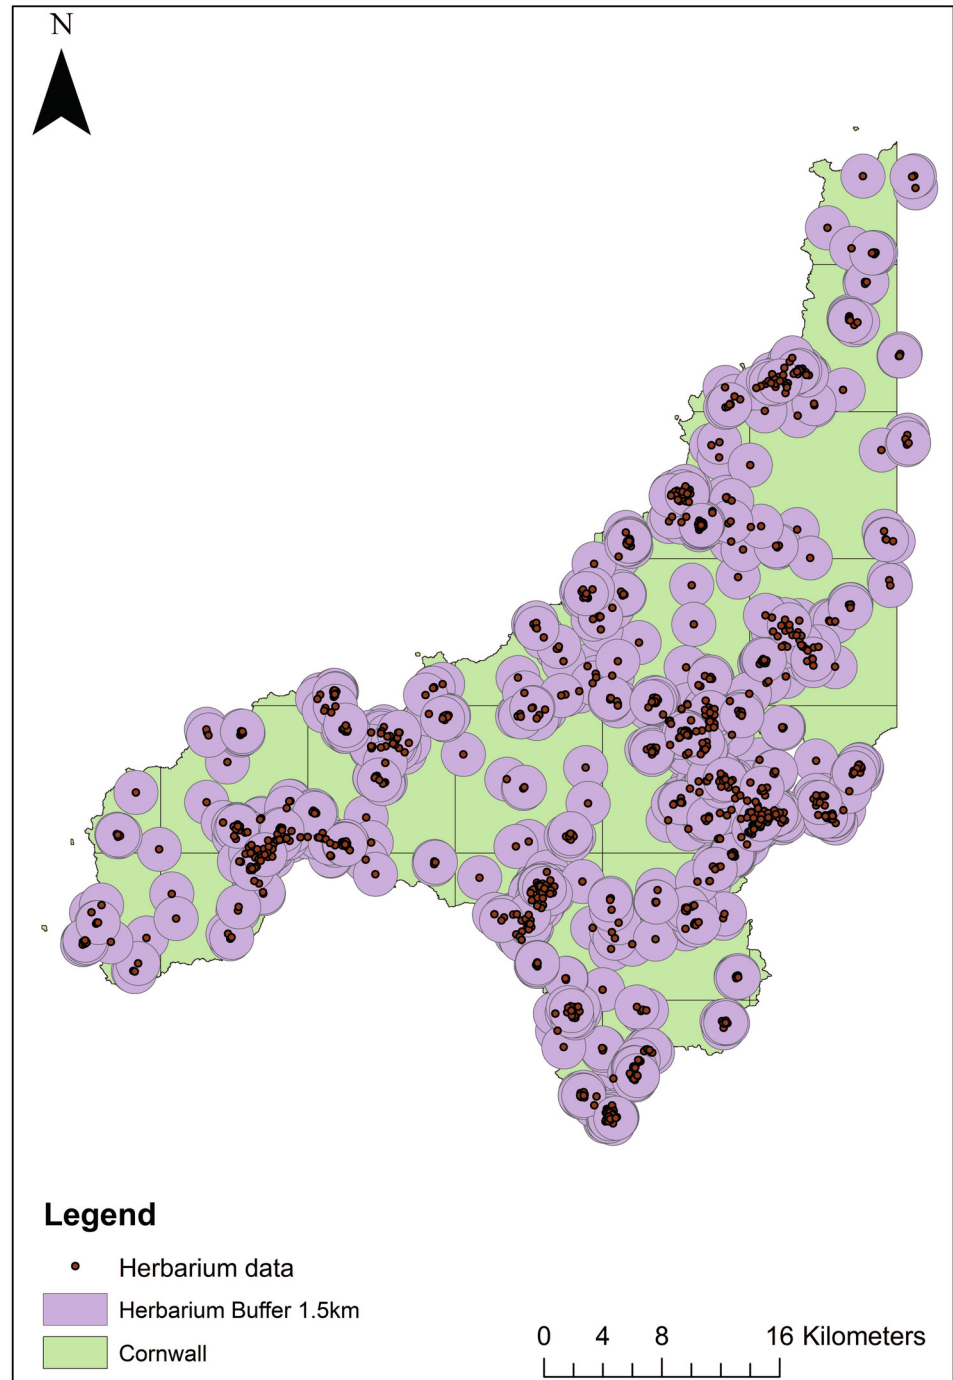 N
Legend
Herbarium data
Herbarium Buffer 1.5km
Cornwall
0 4 8 16 Kilometers